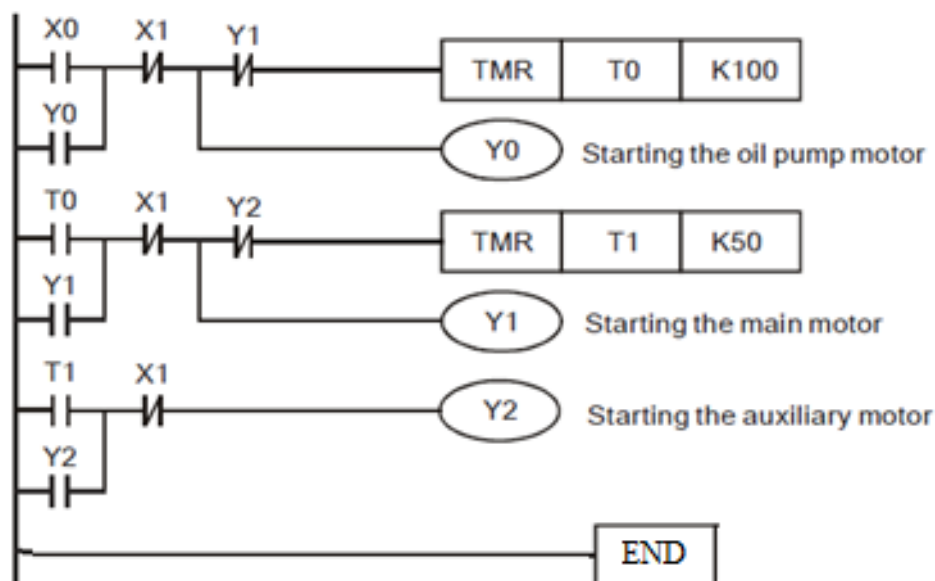 X0 X1 Y1
TMR T0 K100
Y0
Y0 Starting the oil pump motor
T0 X1 Y2
TMR T1 K50
Y1
Y1 Starting the main motor
T1 X1
Y2 Starting the auxiliary motor
Y2
END